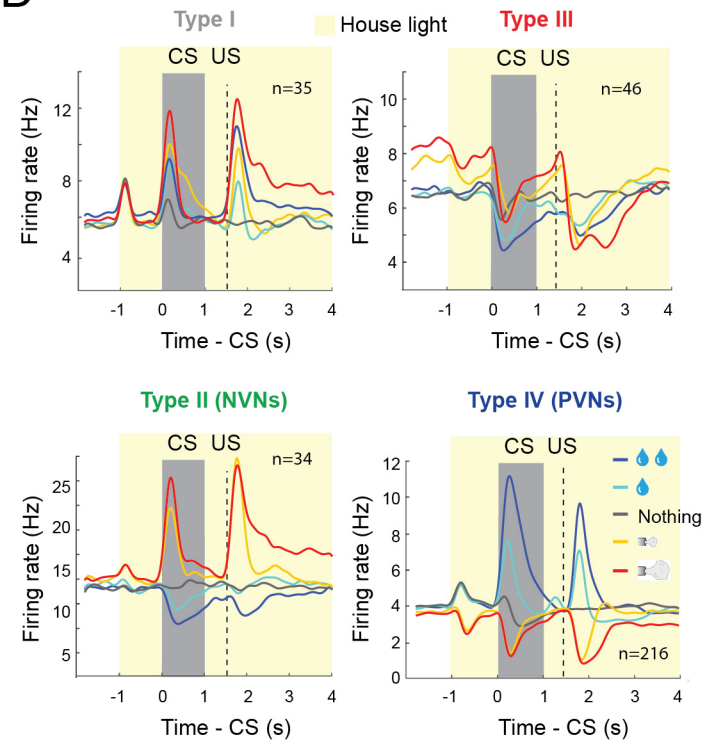 D
Type I
House light
Type III
CS US
n=35
Firing rate (Hz)
12
8
4
-1 0 1 2 3 4
Time - CS (s)
CS US
n=46
Firing rate (Hz)
10
8
6
4
-1 0 1 2 3 4
Time - CS (s)
Type II (NVNs)
Type IV (PVNs)
CS US
n=34
Firing rate (Hz)
25
20
15
10
5
-1 0 1 2 3 4
Time - CS (s)
CS US
Nothing
n=216
Firing rate (Hz)
12
10
8
6
4
2
0
-1 0 1 2 3 4
Time - CS (s)